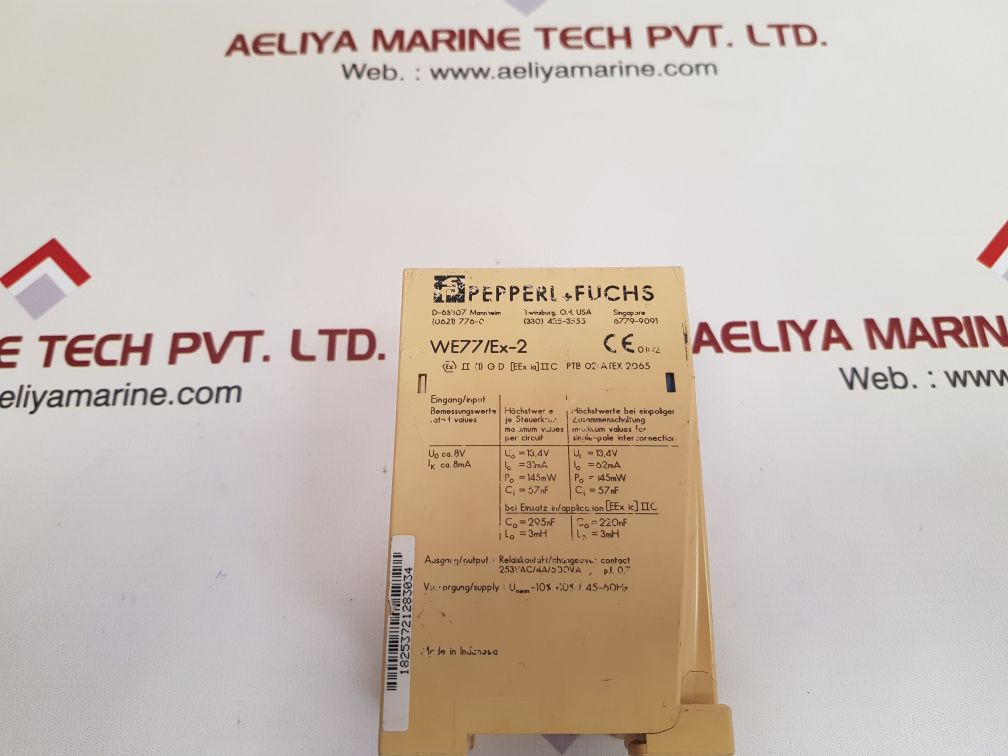 AELIYA MARINE TECH PVT. LTD.
Web. : www.aeliyamarine.com
E TECH PVT. LTD.
eliyamarine.com
AELIYA MARINE
Web. : www.
PEPPERL+FUCHS
D-68307 Mannheim Twinsburg, O.H. USA Singapore
(0621) 776-0 (330) 425-3555 6779-9091
WE77/Ex-2 CE
Ex II (1) G D [EEx ia] IIC PTB 02 ATEX 2065
Eingang/input
Bemessungswerte Höchstwerte Höchstwerte bei einpoliger
rated values je Steuerkreis Zusammenschaltung
maximum values maximum values for
per circuit single-pole interconnection
U₀ ca. 8V U₀ =13,4V =13,4V
Iₖ ca. 8mA I₀ =31mA I₀ =62mA
P₀ =145mW P₀ =145mW
Cᵢ =57nF Cᵢ =57nF
bei Einsatz in/application [EEx ia] IIC
C₀ =295nF C₀ =220nF
L₀ =3mH L₀ =3mH
Ausgang/output : Relaiskontakt/changeover contact
253VAC/4A/500VA p.f. 0.7
Versorgung/supply : Unenn -10% +10% / 45-60Hz
Made in Indonesia
18253721283034